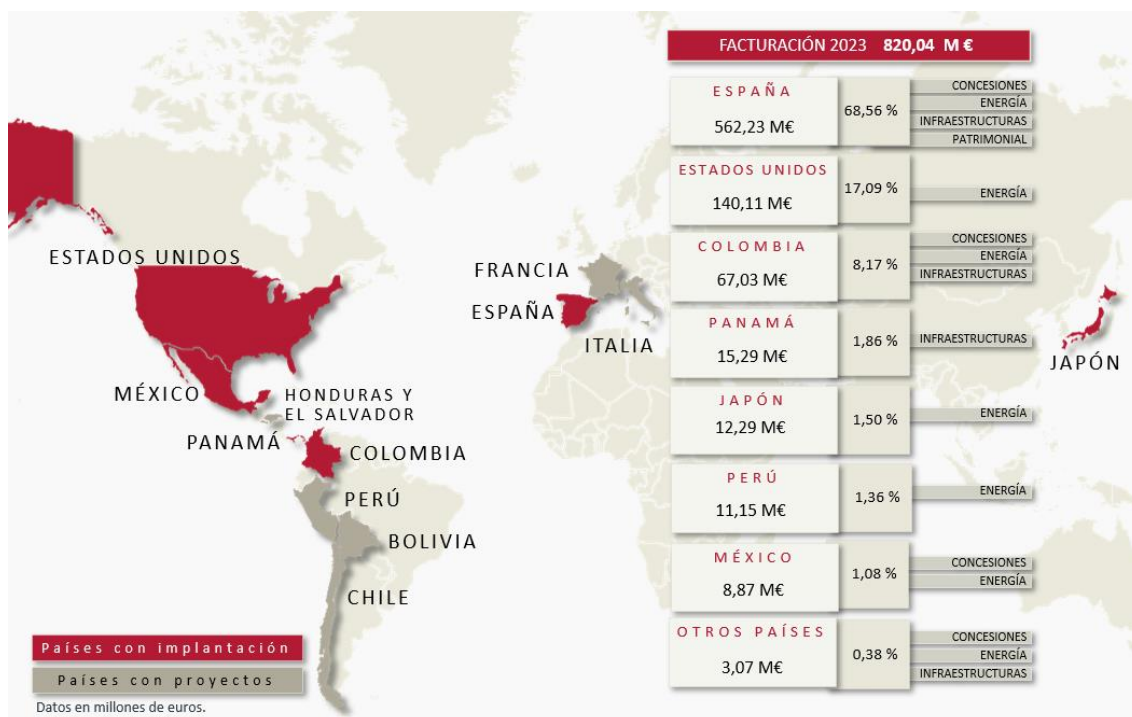 FACTURACIÓN 2023 820,04 M €
ESPAÑA
562,23 M€
68,56 %
CONCESIONES
ENERGÍA
INFRAESTRUCTURAS
PATRIMONIAL
ESTADOS UNIDOS
140,11 M€
17,09 %
ENERGÍA
COLOMBIA
67,03 M€
8,17 %
CONCESIONES
ENERGÍA
INFRAESTRUCTURAS
PANAMÁ
15,29 M€
1,86 %
INFRAESTRUCTURAS
JAPÓN
12,29 M€
1,50 %
ENERGÍA
PERÚ
11,15 M€
1,36 %
ENERGÍA
MÉXICO
8,87 M€
1,08 %
CONCESIONES
ENERGÍA
OTROS PAÍSES
3,07 M€
0,38 %
CONCESIONES
ENERGÍA
INFRAESTRUCTURAS
ESTADOS UNIDOS
FRANCIA
ESPAÑA
ITALIA
JAPÓN
MÉXICO
HONDURAS Y
EL SALVADOR
PANAMÁ
COLOMBIA
PERÚ
BOLIVIA
CHILE
Países con implantación
Países con proyectos
Datos en millones de euros.